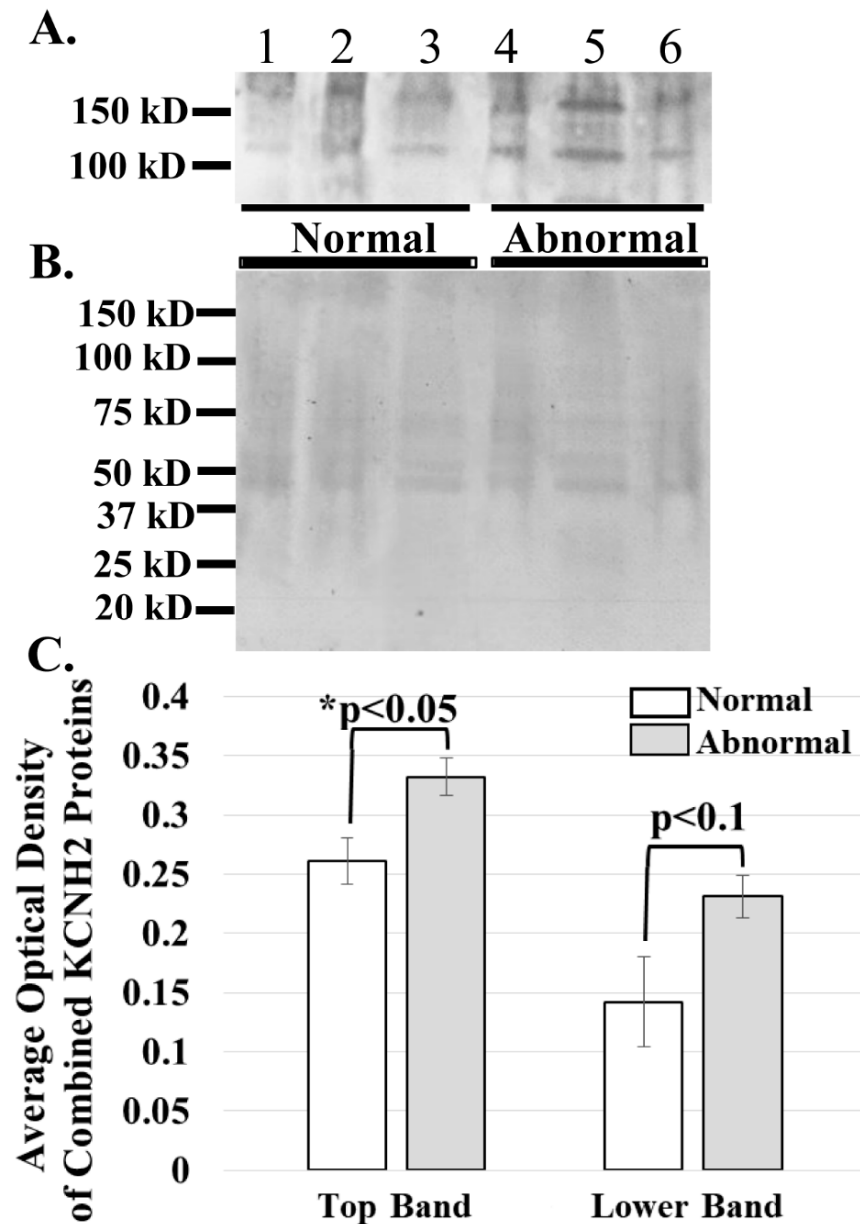 A.
1 2 3 4 5 6
150 kD
100 kD
Normal Abnormal
B.
150 kD
100 kD
75 kD
50 kD
37 kD
25 kD
20 kD
C.
Average Optical Density
of Combined KCNH2 Proteins
0.4
0.35
0.3
0.25
0.2
0.15
0.1
0.05
0
*p<0.05
p<0.1
Normal
Abnormal
Top Band Lower Band